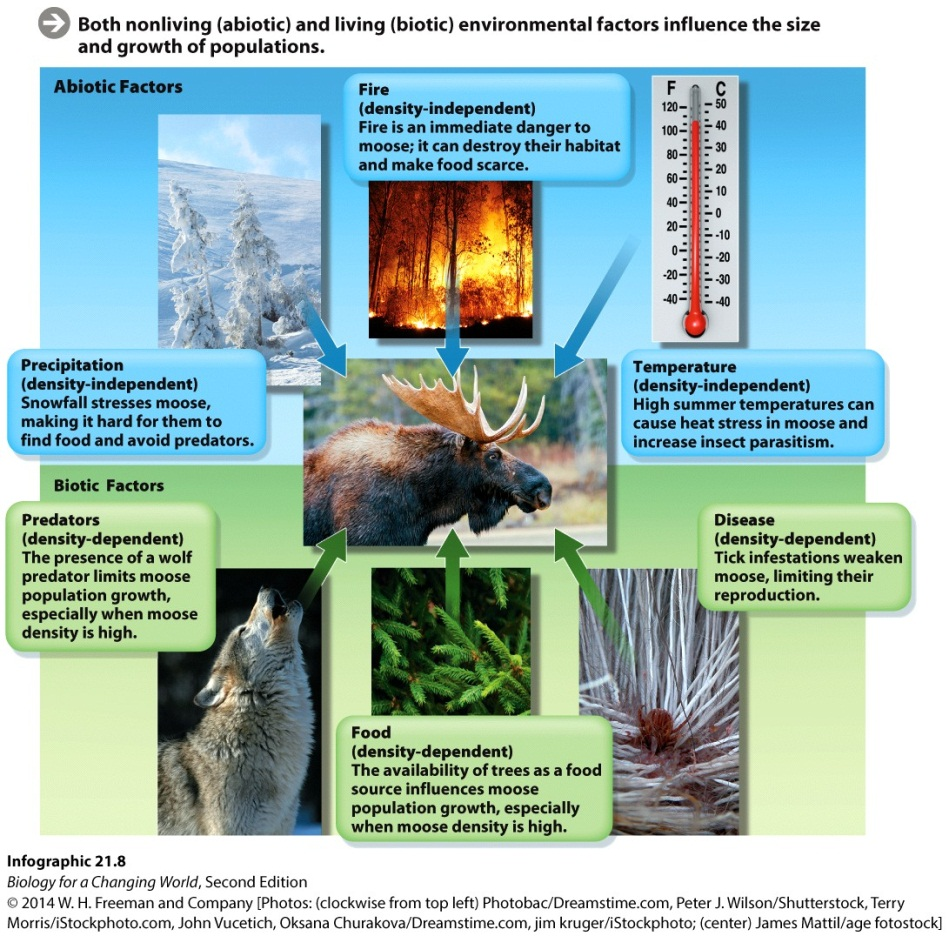 Both nonliving (abiotic) and living (biotic) environmental factors influence the size
and growth of populations.
Abiotic Factors
Fire
(density-independent)
Fire is an immediate danger to
moose; it can destroy their habitat
and make food scarce.
F C
120 50
100 40
80 30
60 20
40 10
20 0
0 -10
-20 -20
-40 -30
-40
Precipitation
(density-independent)
Snowfall stresses moose,
making it hard for them to
find food and avoid predators.
Temperature
(density-independent)
High summer temperatures can
cause heat stress in moose and
increase insect parasitism.
Biotic Factors
Predators
(density-dependent)
The presence of a wolf
predator limits moose
population growth,
especially when moose
density is high.
Disease
(density-dependent)
Tick infestations weaken
moose, limiting their
reproduction.
Food
(density-dependent)
The availability of trees as a food
source influences moose
population growth, especially
when moose density is high.
Infographic 21.8
Biology for a Changing World, Second Edition
© 2014 W. H. Freeman and Company [Photos: (clockwise from top left) Photobac/Dreamstime.com, Peter J. Wilson/Shutterstock, Terry
Morris/iStockphoto.com, John Vucetich, Oksana Churakova/Dreamstime.com, jim kruger/iStockphoto; (center) James Mattil/age fotostock]